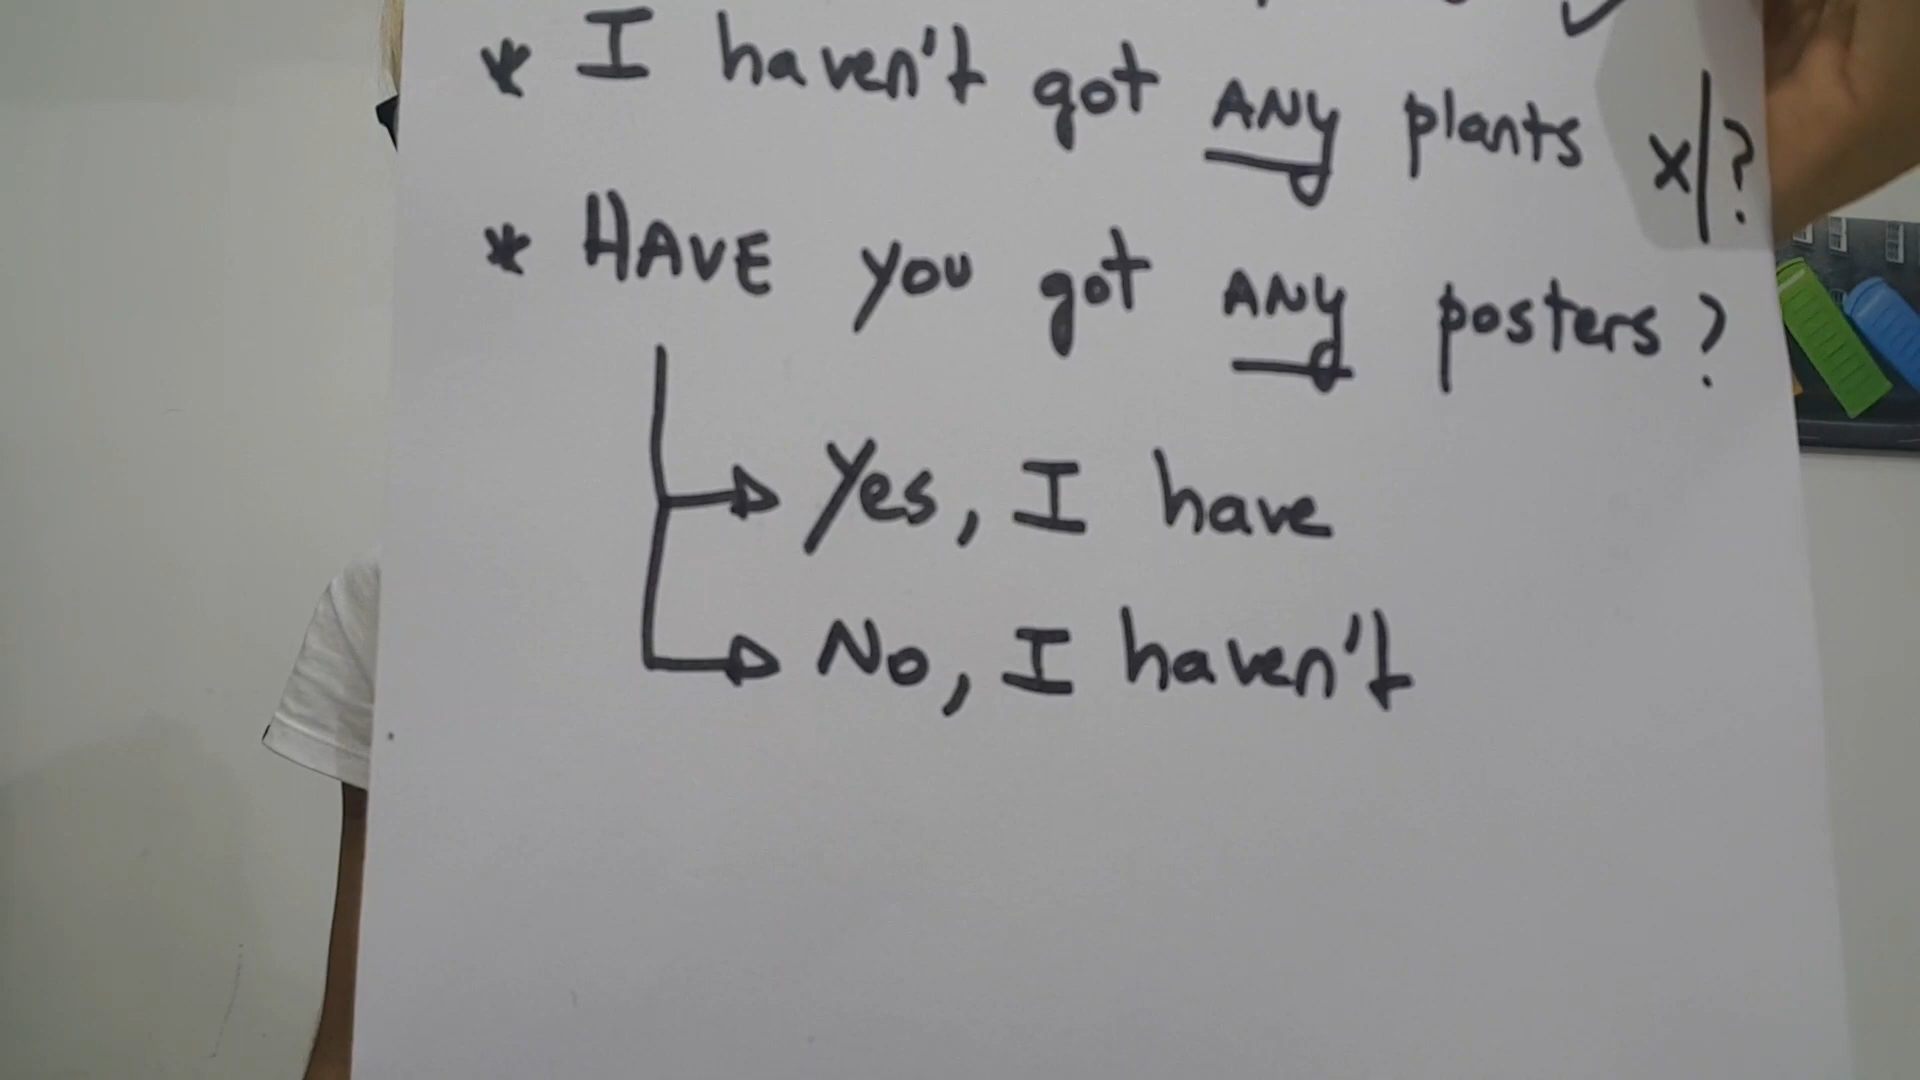 * I haven't got ANY plants x/?
* HAVE you got ANY posters?
Yes, I have
No, I haven't